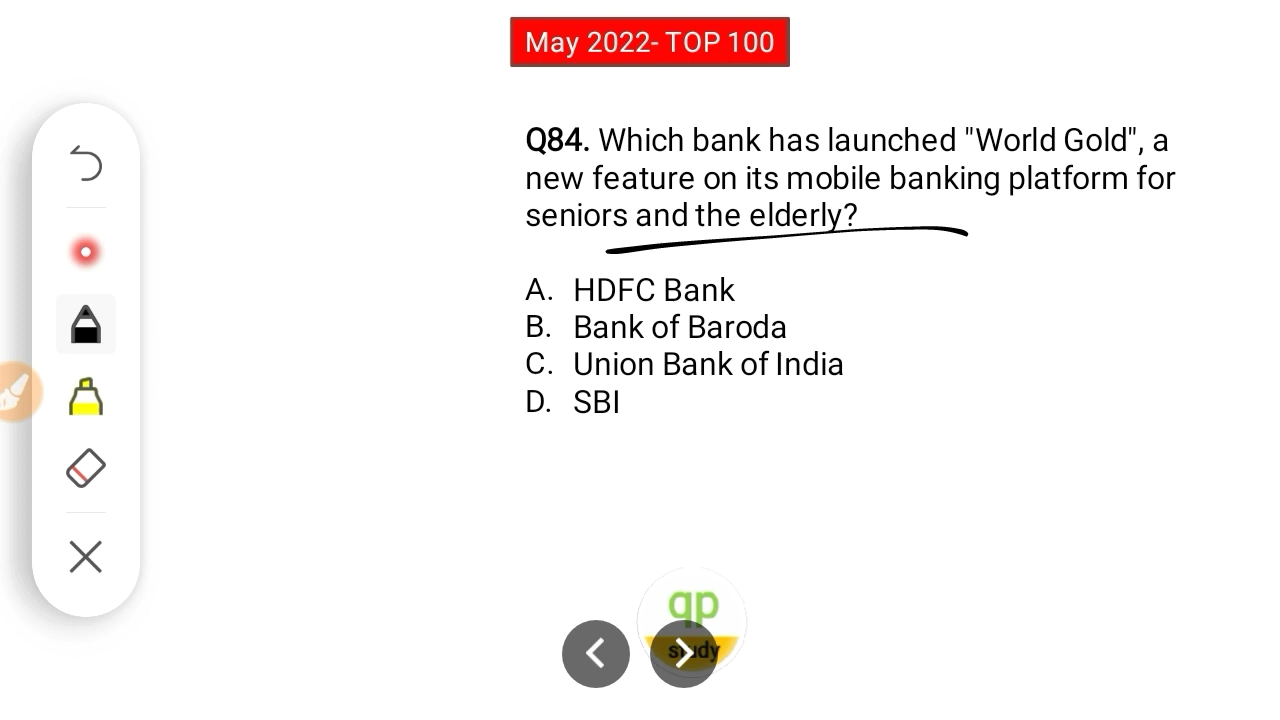 May 2022- TOP 100
Q84. Which bank has launched "World Gold", a
new feature on its mobile banking platform for
seniors and the elderly?
A. HDFC Bank
B. Bank of Baroda
C. Union Bank of India
D. SBI
qp
study